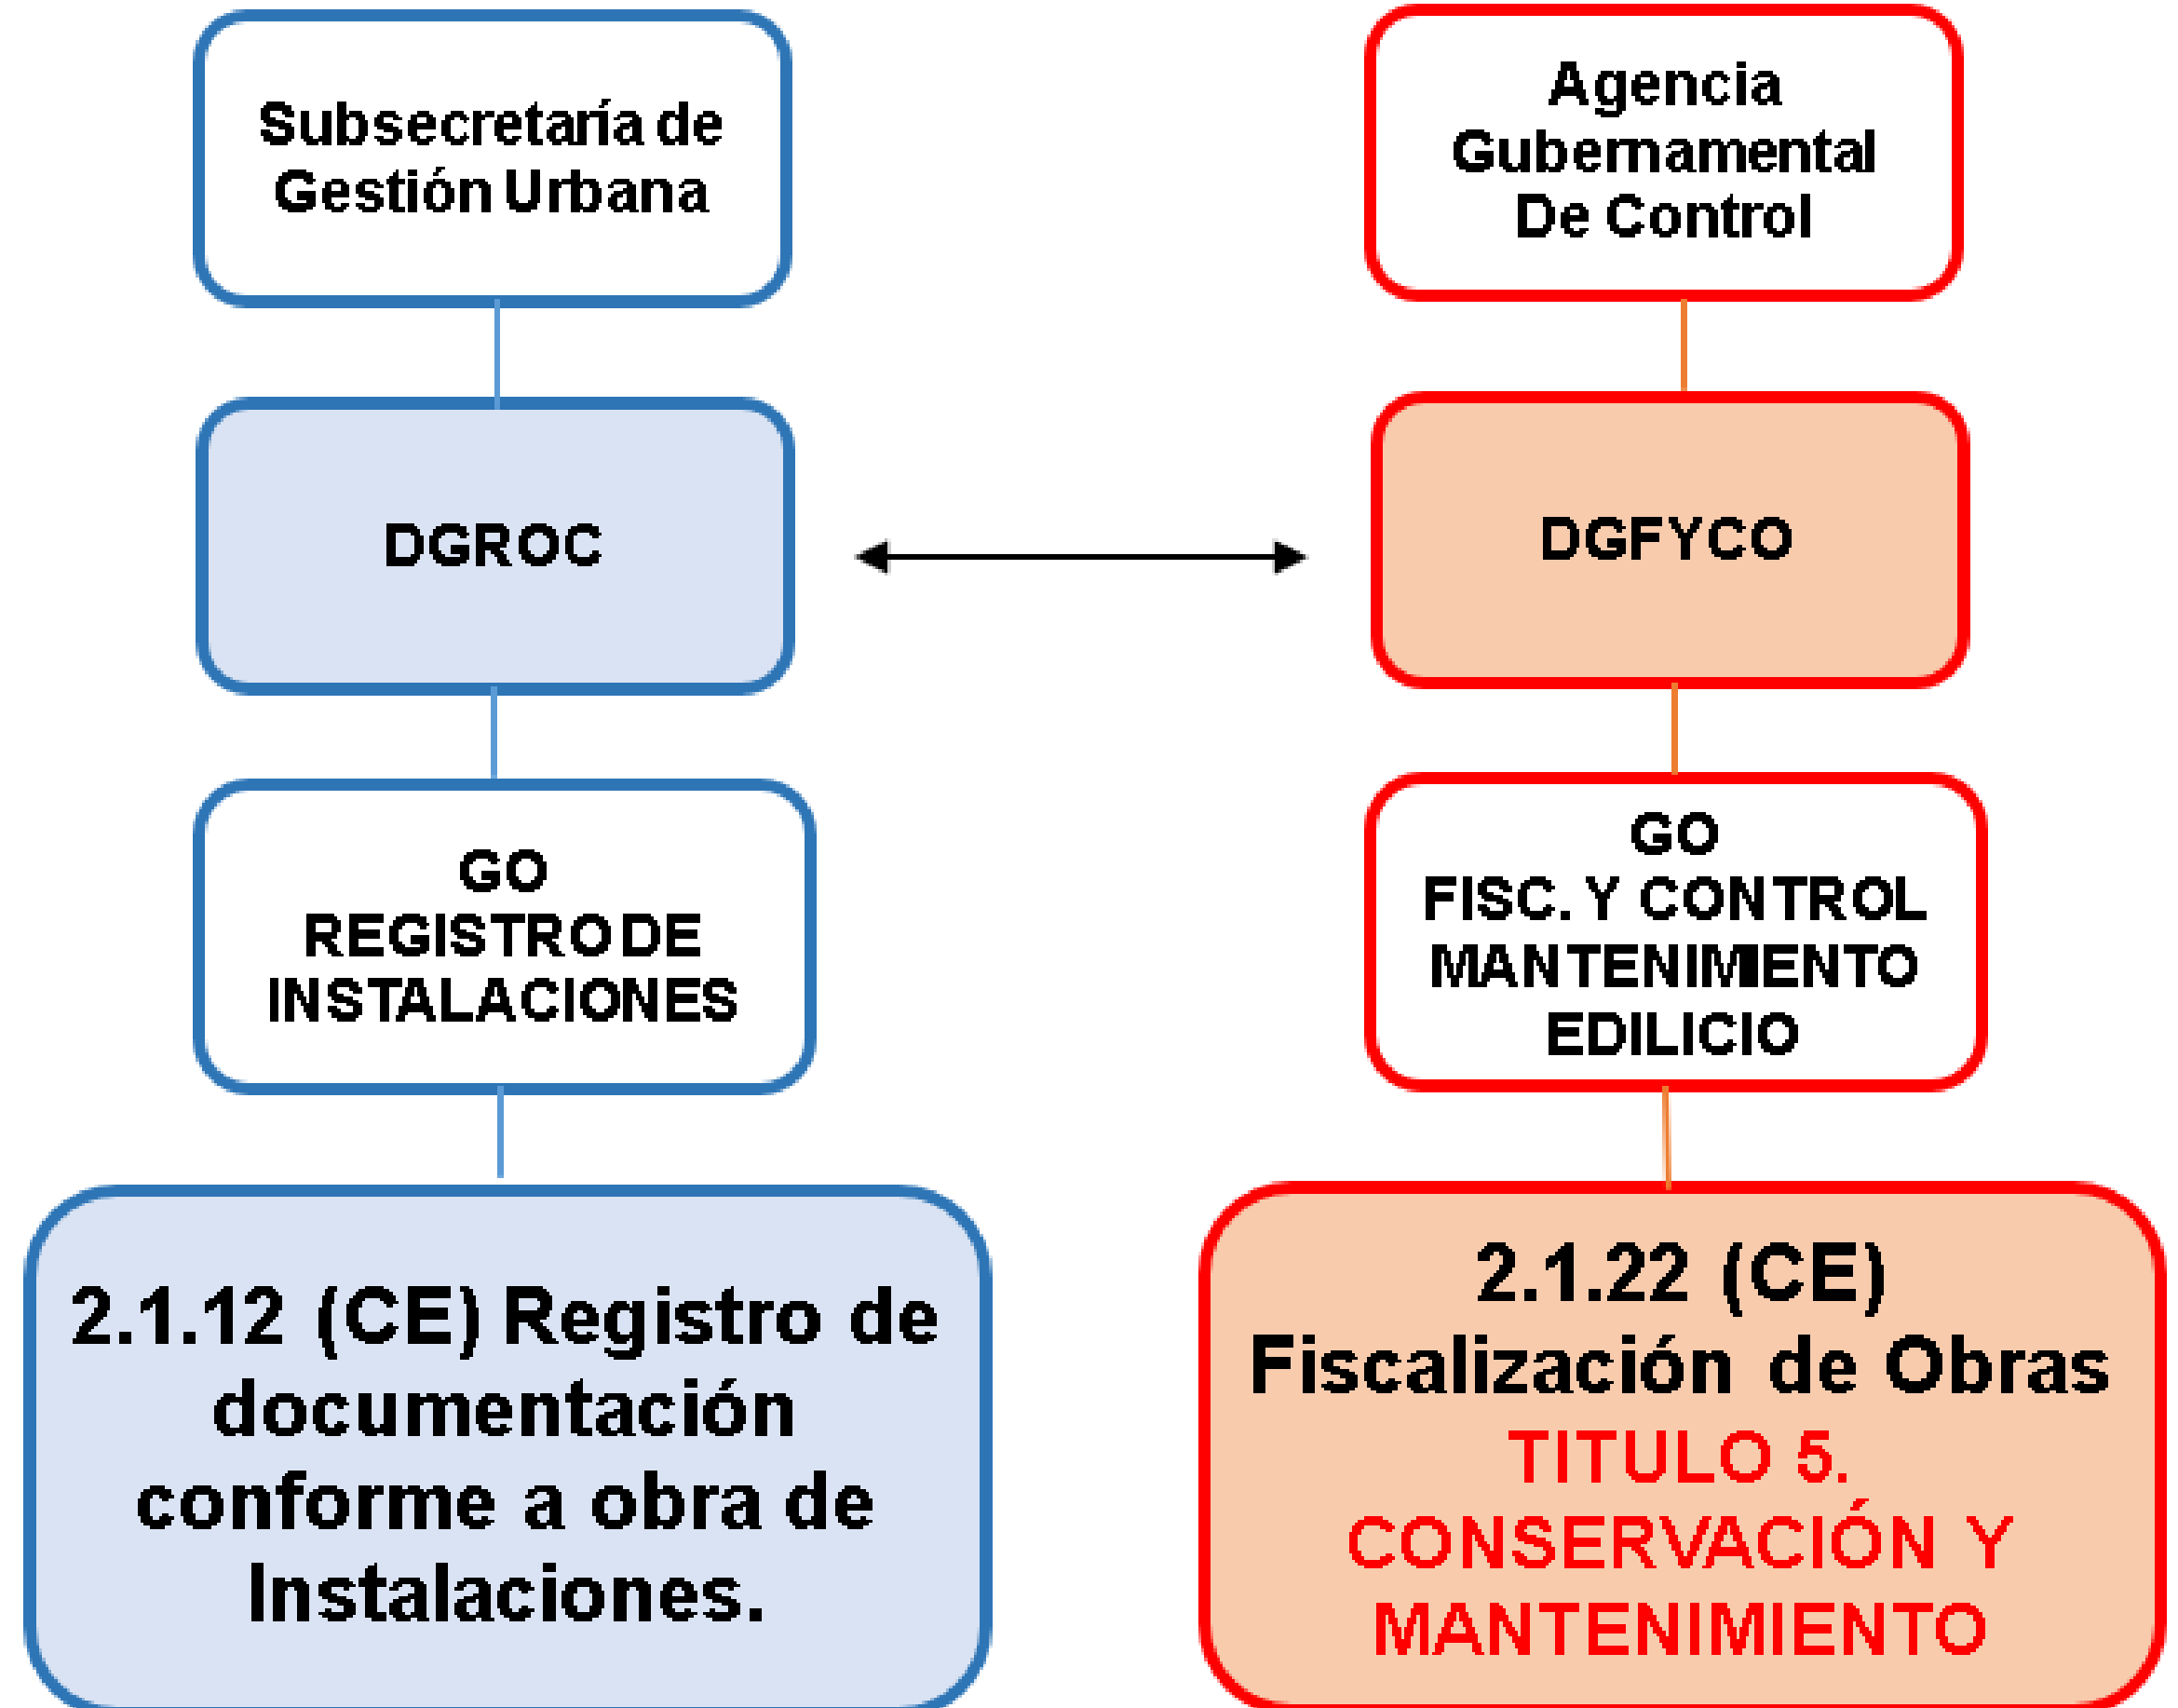 Subsecretaría de
Gestión Urbana
Agencia
Gubernamental
De Control
DGROC
DGFYCO
GO
REGISTRO DE
INSTALACIONES
GO
FISC. Y CONTROL
MANTENIMIENTO
EDILICIO
2.1.12 (CE) Registro de
documentación
conforme a obra de
Instalaciones.
2.1.22 (CE)
Fiscalización de Obras
TITULO 5.
CONSERVACIÓN Y
MANTENIMIENTO